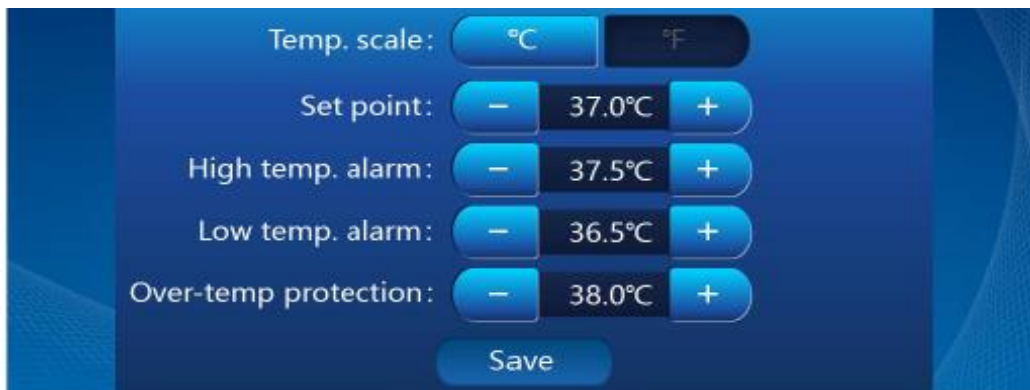 Temp. scale: ℃ ℉
Set point: − 37.0℃ +
High temp. alarm: − 37.5℃ +
Low temp. alarm: − 36.5℃ +
Over-temp protection: − 38.0℃ +
Save